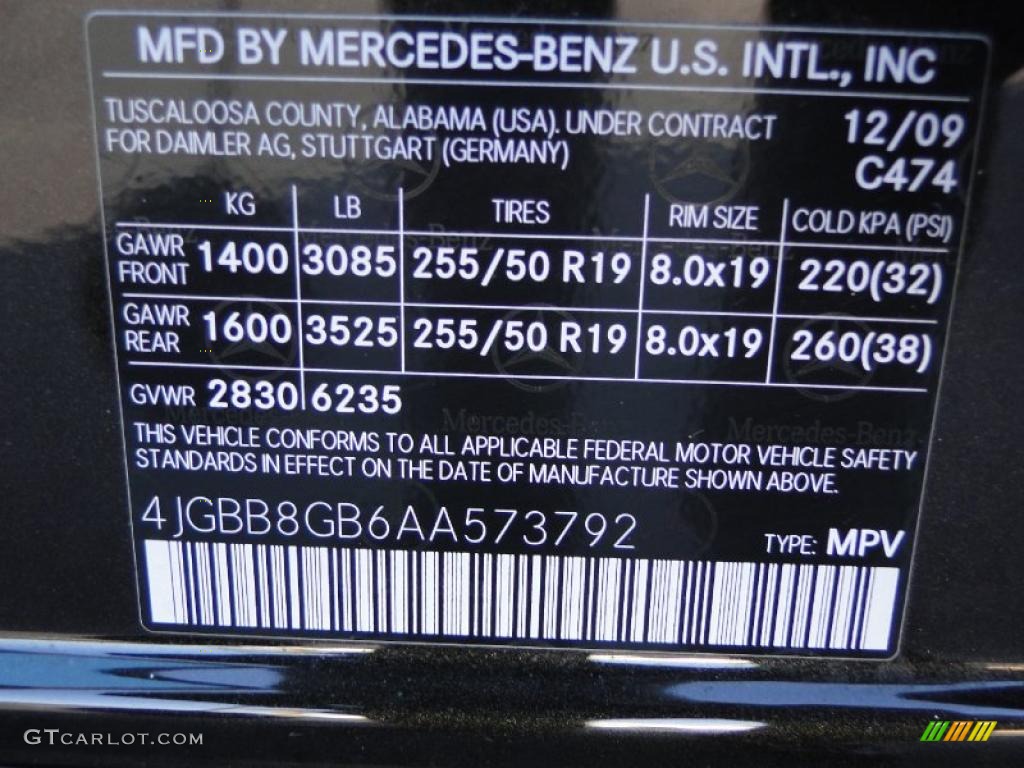 MFD BY MERCEDES-BENZ U.S. INTL., INC
TUSCALOOSA COUNTY, ALABAMA (USA). UNDER CONTRACT 12/09
FOR DAIMLER AG, STUTTGART (GERMANY) C474
KG LB TIRES RIM SIZE COLD KPA (PSI)
GAWR FRONT 1400 3085 255/50 R19 8.0x19 220(32)
GAWR REAR 1600 3525 255/50 R19 8.0x19 260(38)
GVWR 2830 6235
THIS VEHICLE CONFORMS TO ALL APPLICABLE FEDERAL MOTOR VEHICLE SAFETY
STANDARDS IN EFFECT ON THE DATE OF MANUFACTURE SHOWN ABOVE.
4JGBB8GB6AA573792 TYPE: MPV
GTCARLOT.COM